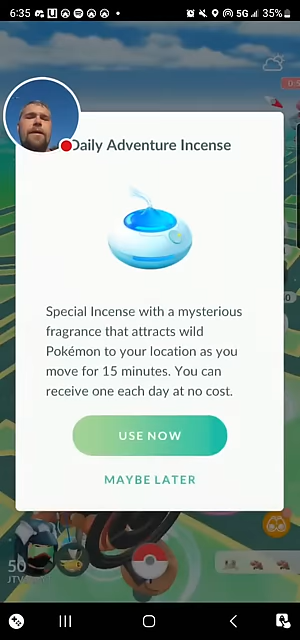 6:35
5G
35%
Daily Adventure Incense
Special Incense with a mysterious
fragrance that attracts wild
Pokémon to your location as you
move for 15 minutes. You can
receive one each day at no cost.
USE NOW
MAYBE LATER
50